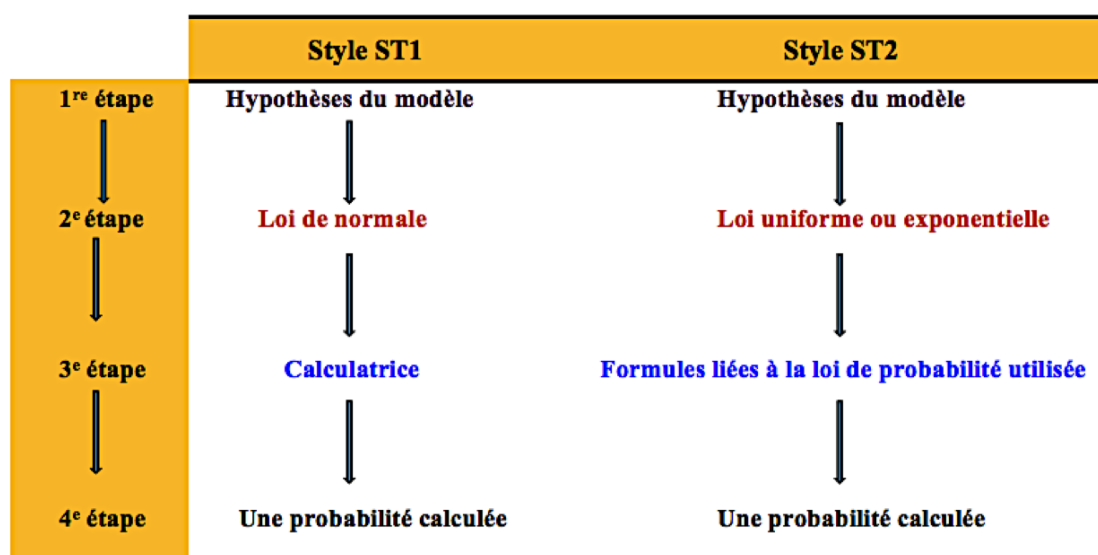 Style ST1 Style ST2
1re étape Hypothèses du modèle Hypothèses du modèle
2e étape Loi de normale Loi uniforme ou exponentielle
3e étape Calculatrice Formules liées à la loi de probabilité utilisée
4e étape Une probabilité calculée Une probabilité calculée